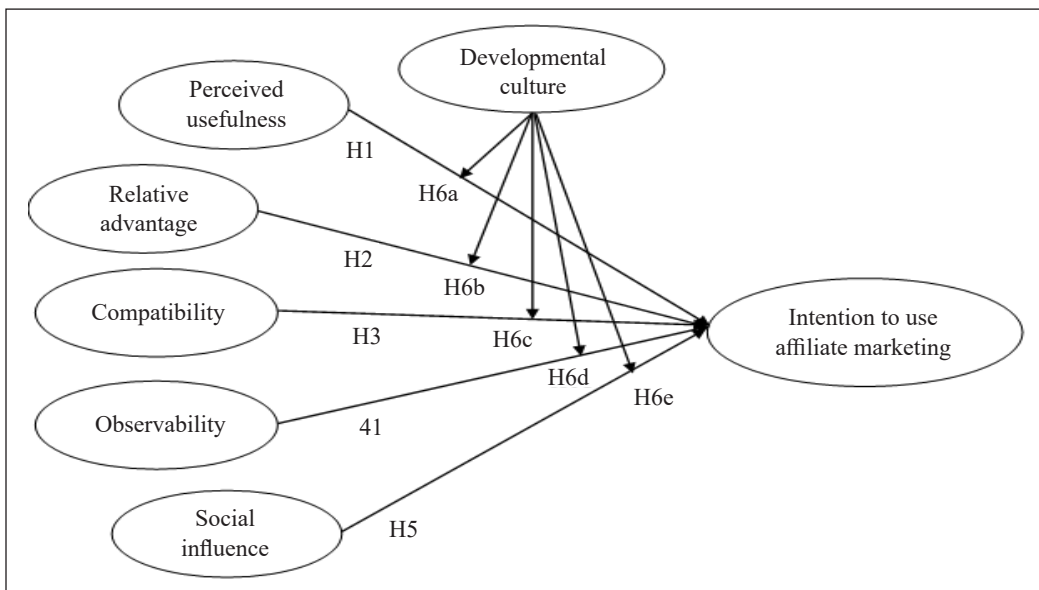 Developmental
culture
Perceived
usefulness
H1
H6a
Relative
advantage
H2
H6b
Compatibility
H3
H6c
Intention to use
affiliate marketing
H6d
H6e
Observability
41
Social
influence
H5